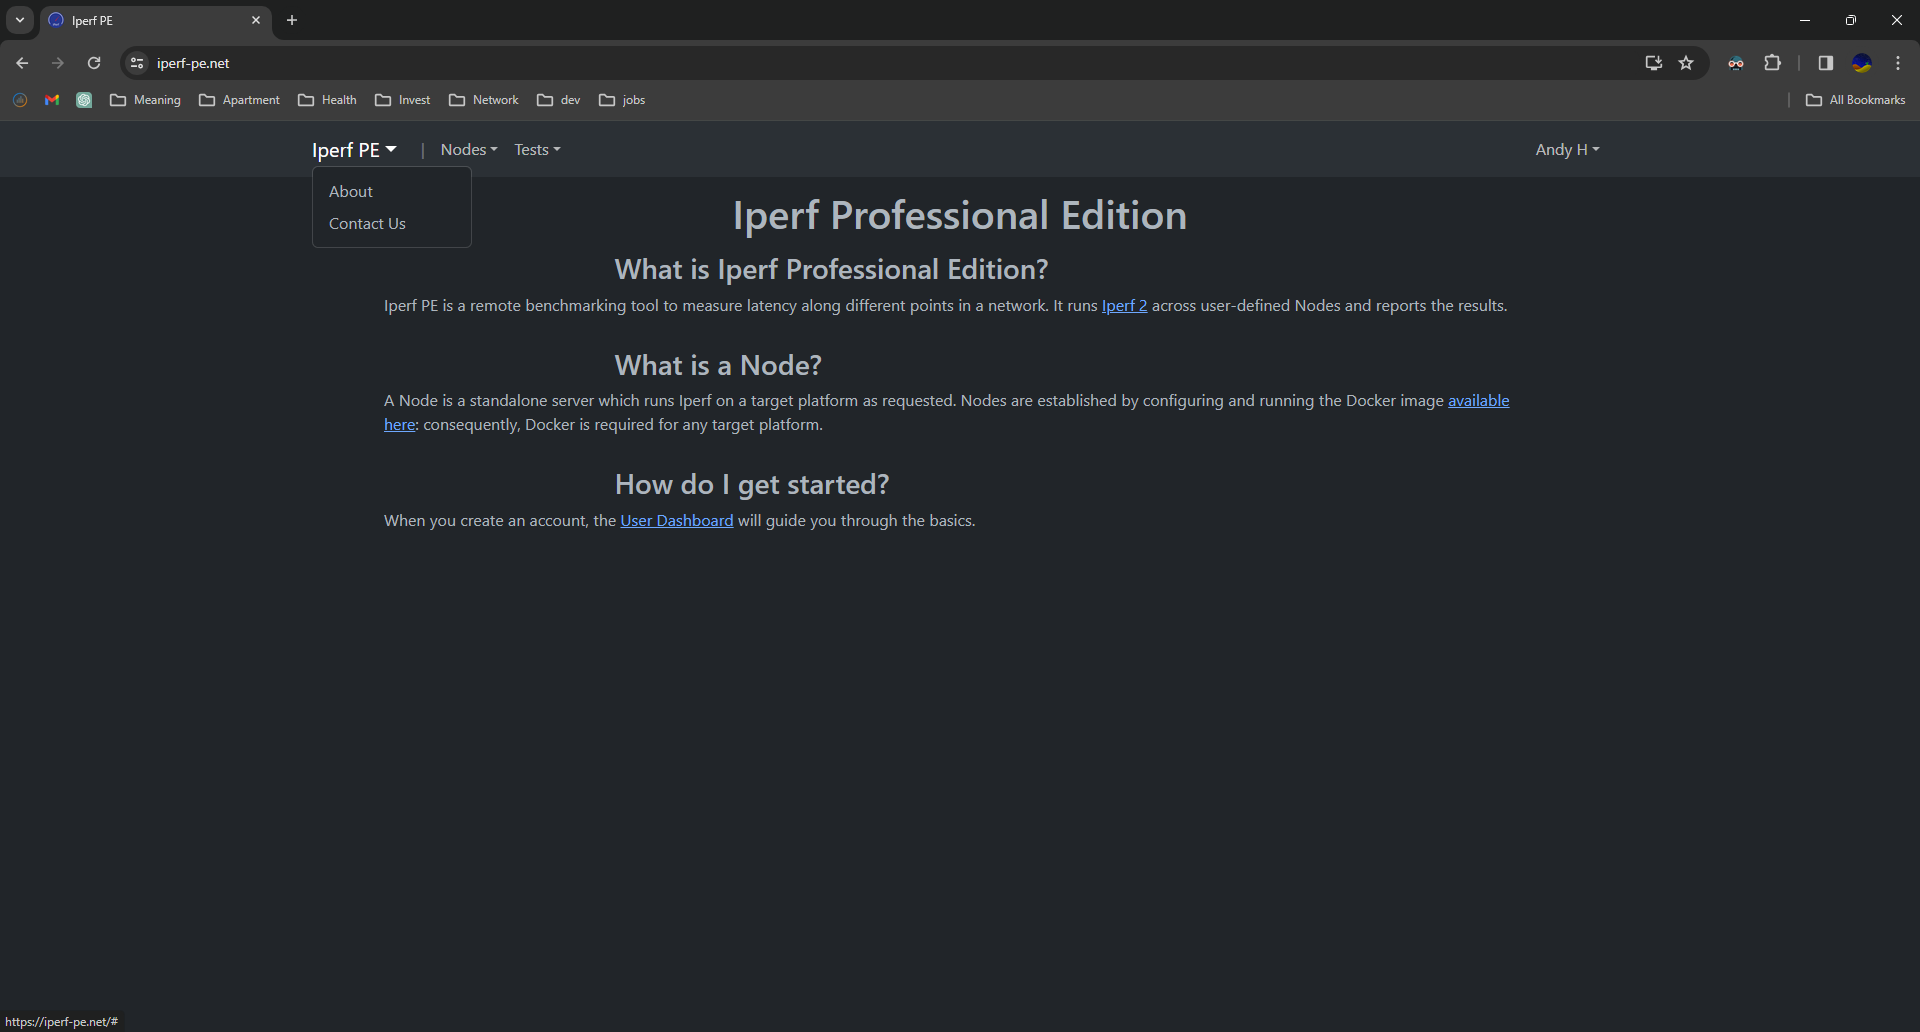 Iperf PE
iperf-pe.net
Meaning
Apartment
Health
Invest
Network
dev
jobs
All Bookmarks
Iperf PE
|
Nodes
Tests
Andy H
About
Contact Us
Iperf Professional Edition
What is Iperf Professional Edition?
Iperf PE is a remote benchmarking tool to measure latency along different points in a network. It runs Iperf 2 across user-defined Nodes and reports the results.
What is a Node?
A Node is a standalone server which runs Iperf on a target platform as requested. Nodes are established by configuring and running the Docker image available
here: consequently, Docker is required for any target platform.
How do I get started?
When you create an account, the User Dashboard will guide you through the basics.
https://iperf-pe.net/#